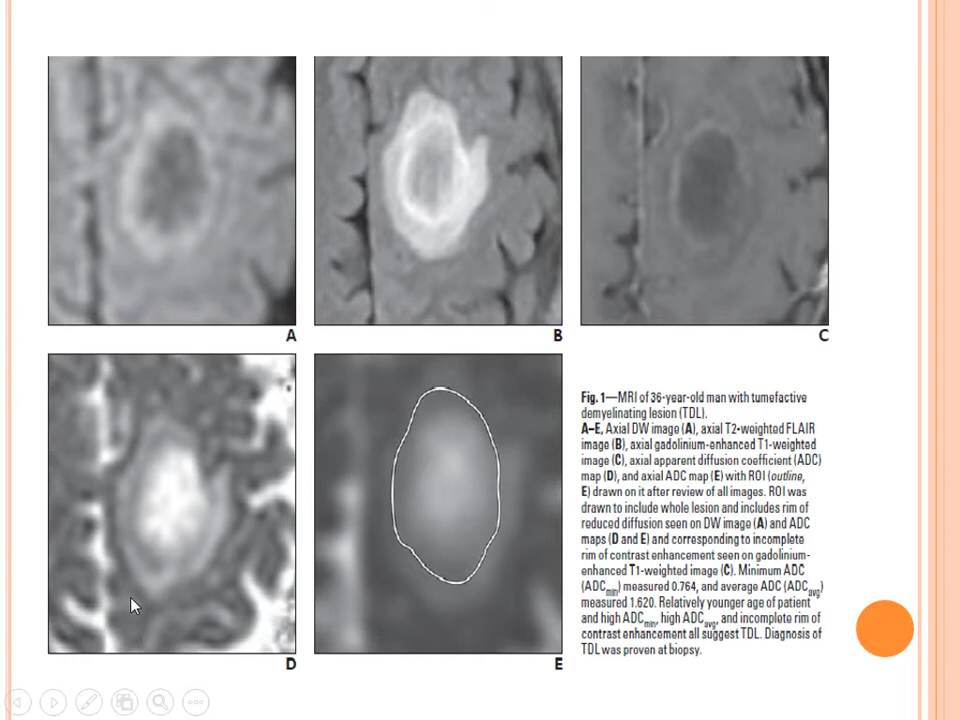 A
B
C
D
E
Fig. 1—MRI of 36-year-old man with tumefactive
demyelinating lesion (TDL).
A–E, Axial DW image (A), axial T2-weighted FLAIR
image (B), axial gadolinium-enhanced T1-weighted
image (C), axial apparent diffusion coefficient (ADC)
map (D), and axial ADC map (E) with ROI (outline,
E) drawn on it after review of all images. ROI was
drawn to include whole lesion and includes rim of
reduced diffusion seen on DW image (A) and ADC
maps (D and E) and corresponding to incomplete
rim of contrast enhancement seen on gadolinium-
enhanced T1-weighted image (C). Minimum ADC
(ADCmin) measured 0.764, and average ADC (ADCavg)
measured 1.620. Relatively younger age of patient
and high ADCmin, high ADCavg, and incomplete rim of
contrast enhancement all suggest TDL. Diagnosis of
TDL was proven at biopsy.